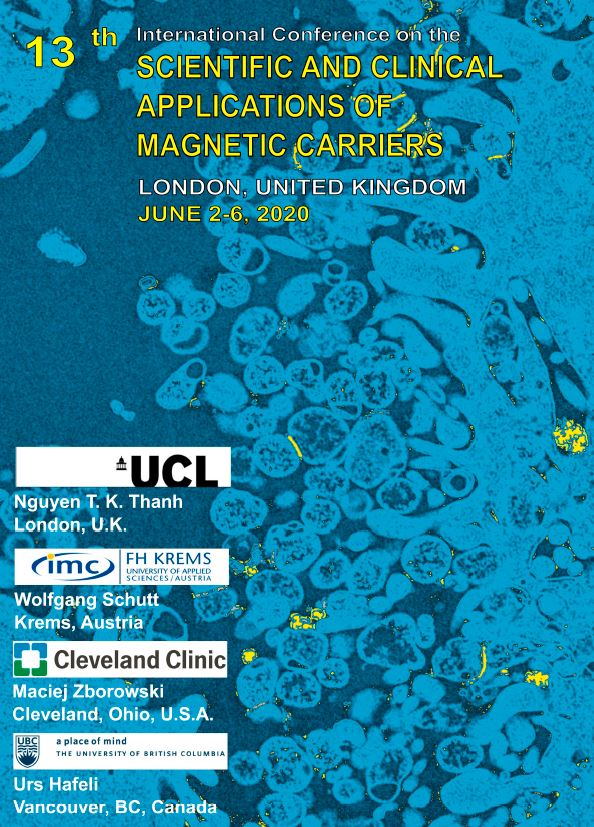 13 th
International Conference on the
SCIENTIFIC AND CLINICAL
APPLICATIONS OF
MAGNETIC CARRIERS
LONDON, UNITED KINGDOM
JUNE 2-6, 2020
UCL
Nguyen T. K. Thanh
London, U.K.
imc
FH KREMS
UNIVERSITY OF APPLIED
SCIENCES / AUSTRIA
Wolfgang Schutt
Krems, Austria
Cleveland Clinic
Maciej Zborowski
Cleveland, Ohio, U.S.A.
UBC
a place of mind
THE UNIVERSITY OF BRITISH COLUMBIA
Urs Hafeli
Vancouver, BC, Canada